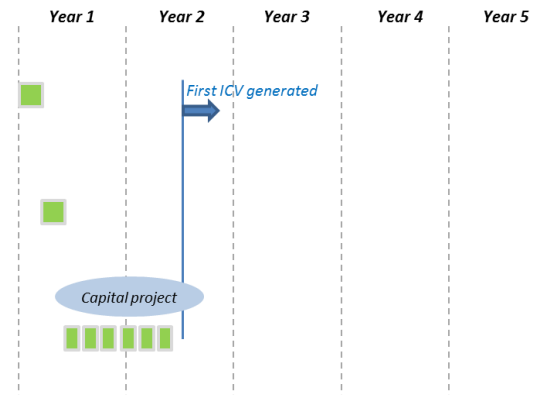 Year 1 Year 2 Year 3 Year 4 Year 5
First ICV generated
Capital project